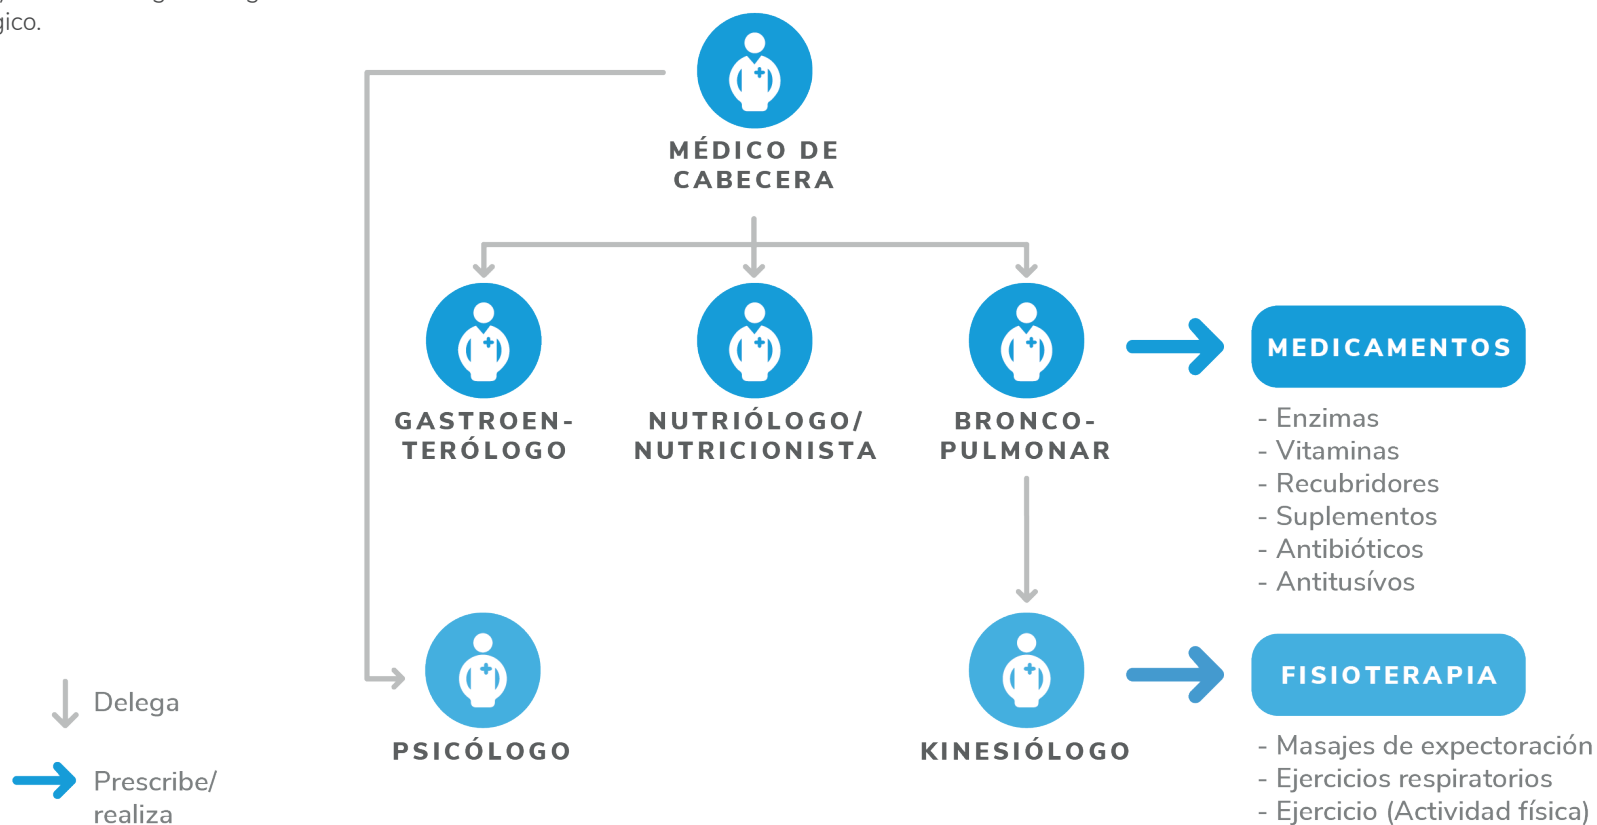 gico.
MÉDICO DE
CABECERA
GASTROEN-
TERÓLOGO
NUTRIÓLOGO/
NUTRICIONISTA
BRONCO-
PULMONAR
MEDICAMENTOS
- Enzimas
- Vitaminas
- Recubridores
- Suplementos
- Antibióticos
- Antitusívos
PSICÓLOGO
KINESIÓLOGO
FISIOTERAPIA
- Masajes de expectoración
- Ejercicios respiratorios
- Ejercicio (Actividad física)
Delega
Prescribe/
realiza